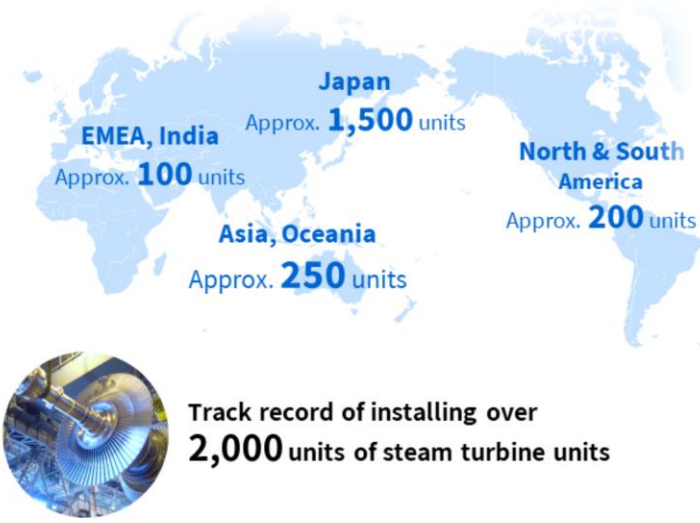 Japan
Approx. 1,500 units
EMEA, India
Approx. 100 units
North & South
America
Approx. 200 units
Asia, Oceania
Approx. 250 units
Track record of installing over
2,000 units of steam turbine units